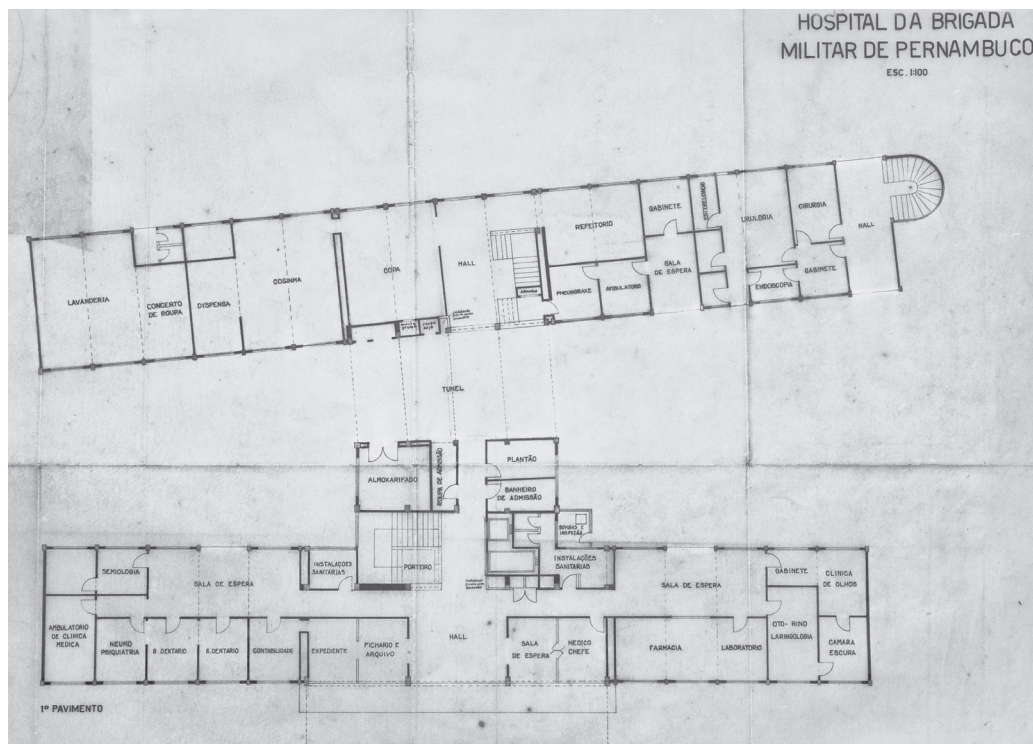 HOSPITAL DA BRIGADA
MILITAR DE PERNAMBUCO
ESC. 1:100
LAVANDERIA
CONCERTO
DE ROUPA
DISPENSA
COSINHA
COPA
HALL
REFEITORIO
PNEUMORAXE
AMBULATORIO
GABINETE
SALA
DE ESPERA
URULOGIA
ENDOSCOPIA
CIRURGIA
GABINETE
HALL
TUNEL
ALMOXARIFADO
ROUPA DE ADMISSÃO
PLANTÃO
BANHEIRO
DE ADMISSÃO
BOMBAS E
INSPEÇÃO
PORTEIRO
INSTALAÇÕES
SANITARIAS
INSTALAÇÕES
SANITARIAS
SEMIOLOGIA
SALA DE ESPERA
SALA DE ESPERA
GABINETE
CLINICA
DE OLHOS
AMBULATORIO
DE CLINICA
MEDICA
NEURO
PSIQUIATRIA
G. DENTARIO
G. DENTARIO
CONTABILIDADE
EXPEDIENTE
FICHARIO E
ARQUIVO
HALL
SALA
DE ESPERA
MEDICO
CHEFE
FARMACIA
LABORATORIO
OTO-RINO
LARINGOLOGIA
CAMARA
ESCURA
1º PAVIMENTO